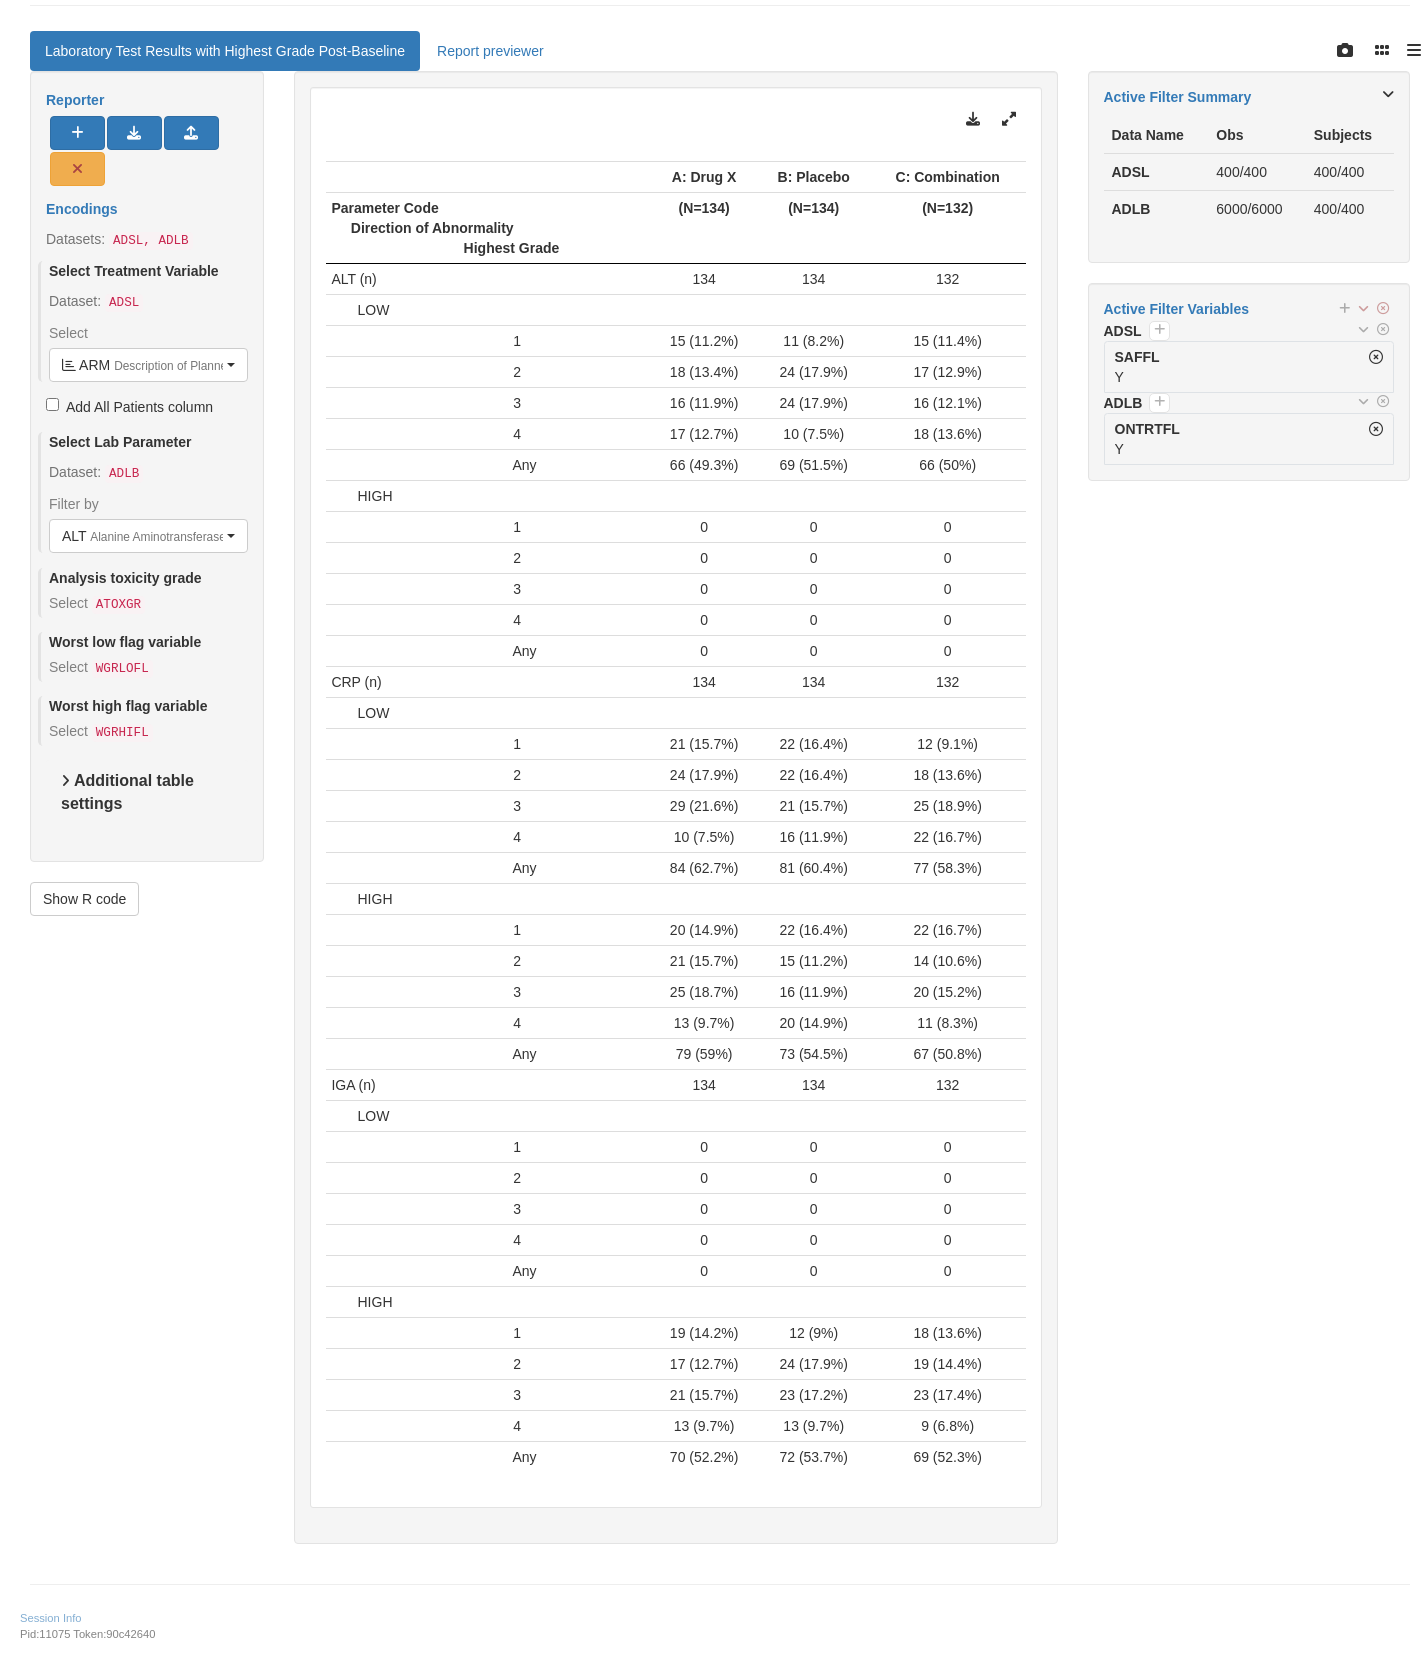 Laboratory Test Results with Highest Grade Post-Baseline Report previewer
Reporter
Encodings
Datasets: ADSL, ADLB
Select Treatment Variable
Dataset: ADSL
Select
ARM Description of Planne
Add All Patients column
Select Lab Parameter
Dataset: ADLB
Filter by
ALT Alanine Aminotransferase
Analysis toxicity grade
Select ATOXGR
Worst low flag variable
Select WGRLOFL
Worst high flag variable
Select WGRHIFL
Additional table
settings
Show R code
A: Drug X B: Placebo C: Combination
Parameter Code (N=134) (N=134) (N=132)
Direction of Abnormality
Highest Grade
ALT (n) 134 134 132
LOW
1 15 (11.2%) 11 (8.2%) 15 (11.4%)
2 18 (13.4%) 24 (17.9%) 17 (12.9%)
3 16 (11.9%) 24 (17.9%) 16 (12.1%)
4 17 (12.7%) 10 (7.5%) 18 (13.6%)
Any 66 (49.3%) 69 (51.5%) 66 (50%)
HIGH
1 0 0 0
2 0 0 0
3 0 0 0
4 0 0 0
Any 0 0 0
CRP (n) 134 134 132
LOW
1 21 (15.7%) 22 (16.4%) 12 (9.1%)
2 24 (17.9%) 22 (16.4%) 18 (13.6%)
3 29 (21.6%) 21 (15.7%) 25 (18.9%)
4 10 (7.5%) 16 (11.9%) 22 (16.7%)
Any 84 (62.7%) 81 (60.4%) 77 (58.3%)
HIGH
1 20 (14.9%) 22 (16.4%) 22 (16.7%)
2 21 (15.7%) 15 (11.2%) 14 (10.6%)
3 25 (18.7%) 16 (11.9%) 20 (15.2%)
4 13 (9.7%) 20 (14.9%) 11 (8.3%)
Any 79 (59%) 73 (54.5%) 67 (50.8%)
IGA (n) 134 134 132
LOW
1 0 0 0
2 0 0 0
3 0 0 0
4 0 0 0
Any 0 0 0
HIGH
1 19 (14.2%) 12 (9%) 18 (13.6%)
2 17 (12.7%) 24 (17.9%) 19 (14.4%)
3 21 (15.7%) 23 (17.2%) 23 (17.4%)
4 13 (9.7%) 13 (9.7%) 9 (6.8%)
Any 70 (52.2%) 72 (53.7%) 69 (52.3%)
Active Filter Summary
Data Name Obs Subjects
ADSL 400/400 400/400
ADLB 6000/6000 400/400
Active Filter Variables
ADSL
SAFFL
Y
ADLB
ONTRTFL
Y
Session Info
Pid:11075 Token:90c42640